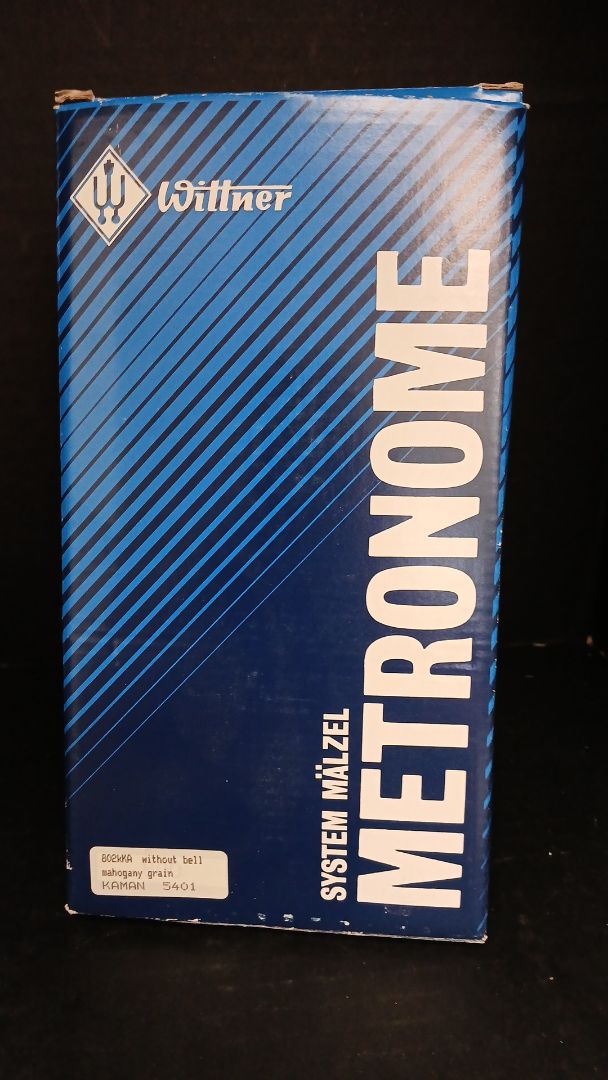 Wittner
SYSTEM MÄLZEL
METRONOME
802kKA without bell
mahogany grain
KAMAN 5401